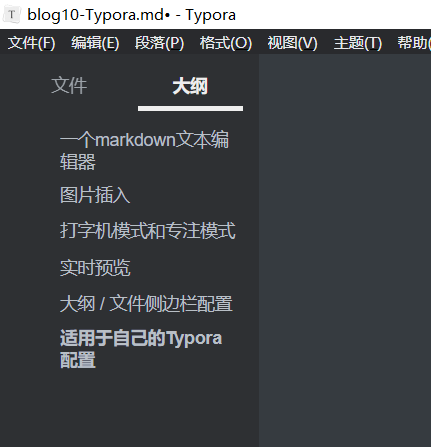 T blog10-Typora.md• - Typora
文件(F) 编辑(E) 段落(P) 格式(O) 视图(V) 主题(T) 帮助(
文件 大纲
一个markdown文本编
辑器
图片插入
打字机模式和专注模式
实时预览
大纲 / 文件侧边栏配置
适用于自己的Typora
配置